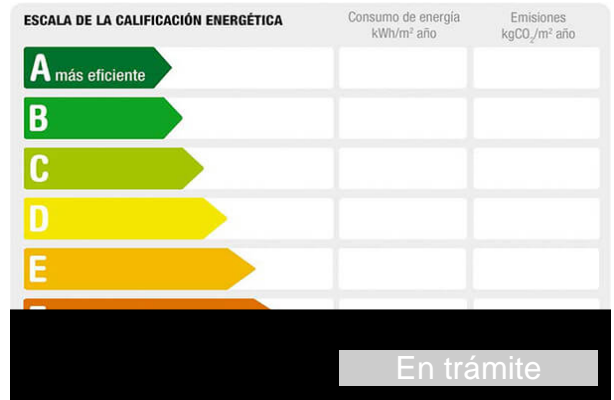 ESCALA DE LA CALIFICACIÓN ENERGÉTICA
Consumo de energía
kWh/m² año
Emisiones
kgCO₂/m² año
A más eficiente
B
C
D
E
En trámite